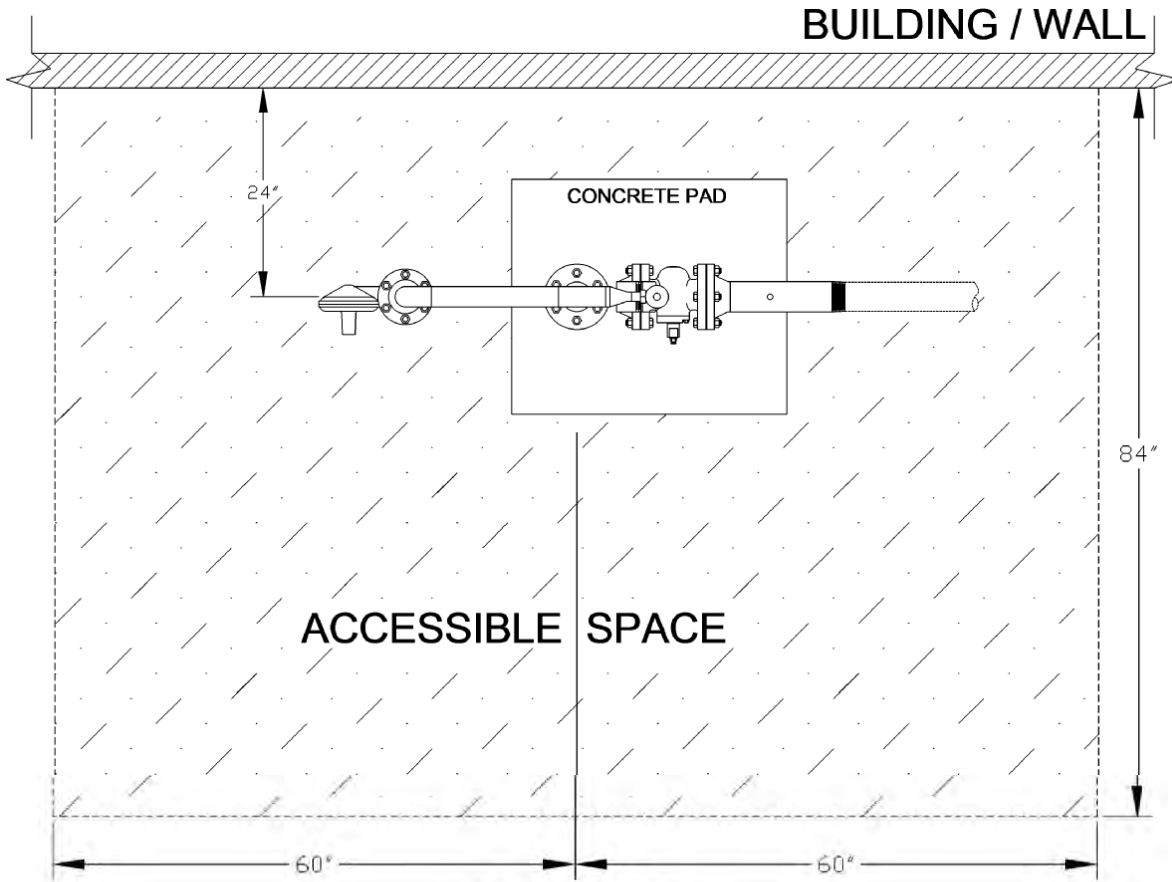 BUILDING / WALL
24"
CONCRETE PAD
84"
ACCESSIBLE SPACE
60"
60"